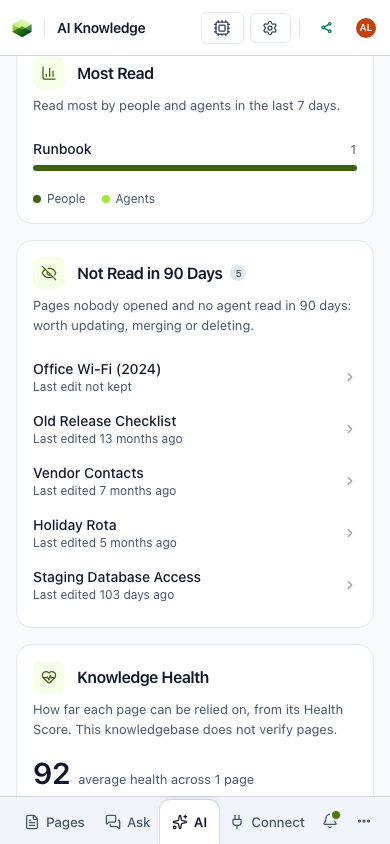 AI Knowledge
AL
Most Read
Read most by people and agents in the last 7 days.
Runbook 1
People Agents
Not Read in 90 Days 5
Pages nobody opened and no agent read in 90 days:
worth updating, merging or deleting.
Office Wi-Fi (2024)
Last edit not kept
Old Release Checklist
Last edited 13 months ago
Vendor Contacts
Last edited 7 months ago
Holiday Rota
Last edited 5 months ago
Staging Database Access
Last edited 103 days ago
Knowledge Health
How far each page can be relied on, from its Health
Score. This knowledgebase does not verify pages.
92 average health across 1 page
Pages Ask AI Connect